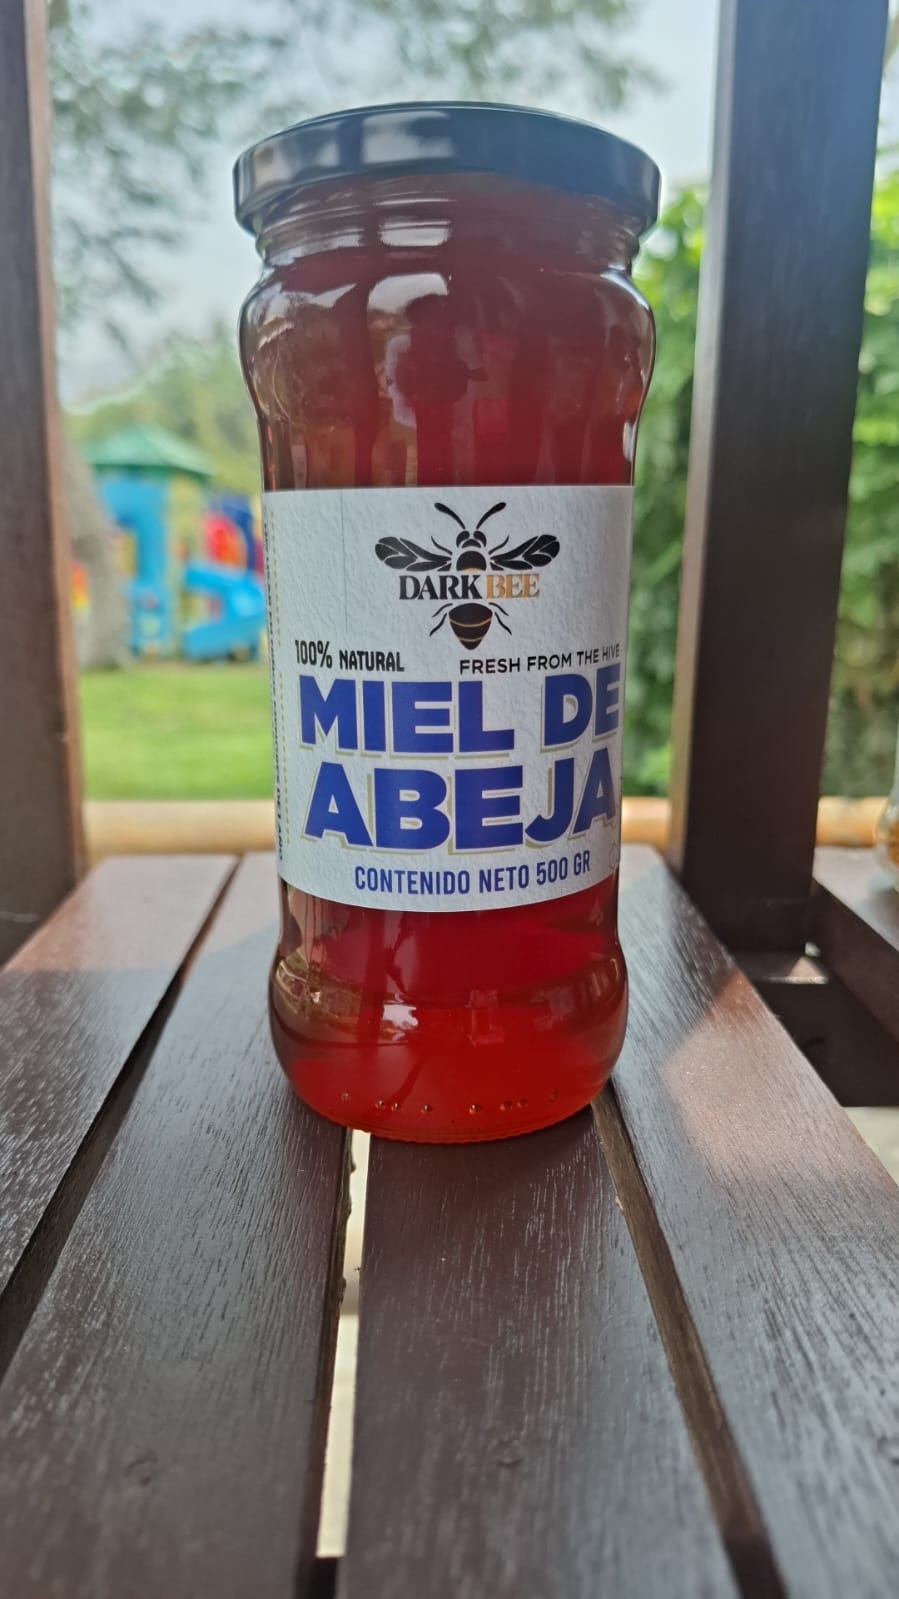 DARK BEE
100% NATURAL FRESH FROM THE HIVE
MIEL DE
ABEJA
CONTENIDO NETO 500 GR